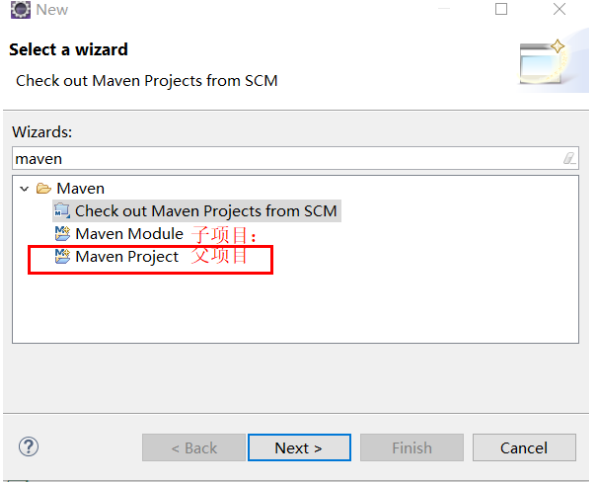 New
Select a wizard
Check out Maven Projects from SCM
Wizards:
maven
Maven
Check out Maven Projects from SCM
Maven Module 子项目：
Maven Project 父项目
?
< Back Next > Finish Cancel